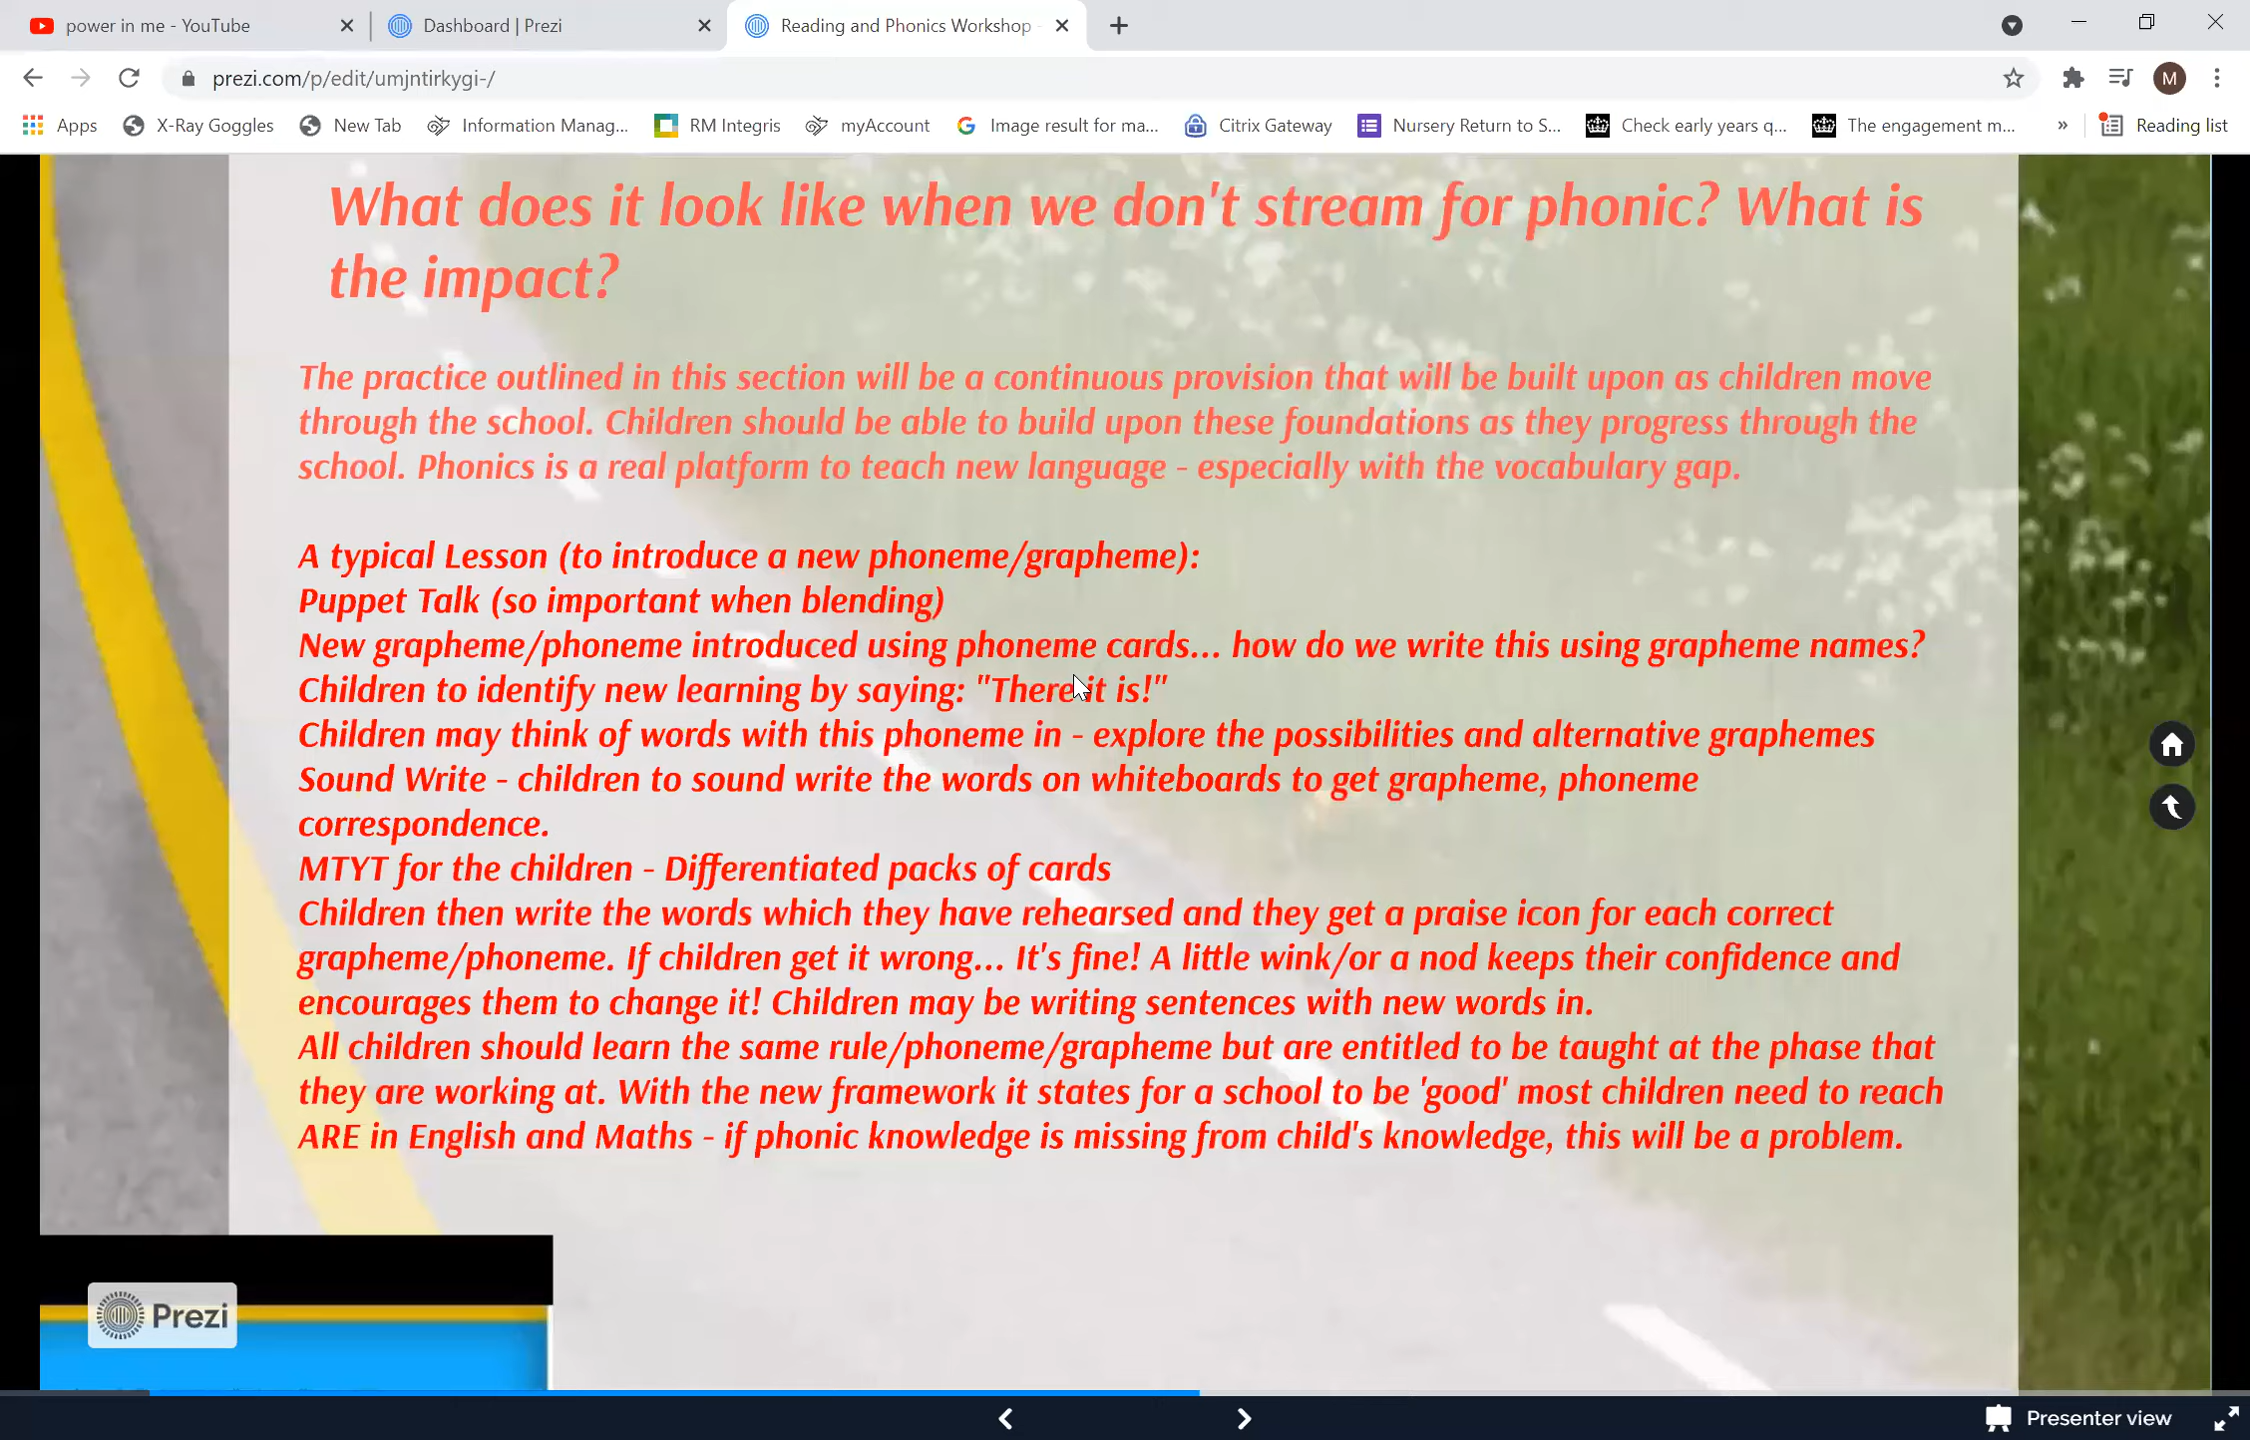 power in me - YouTube
Dashboard | Prezi
Reading and Phonics Workshop -
prezi.com/p/edit/umjntirkygi-/
M
Apps
X-Ray Goggles
New Tab
Information Manag...
RM Integris
myAccount
Image result for ma...
Citrix Gateway
Nursery Return to S...
Check early years q...
The engagement m...
»
Reading list
What does it look like when we don't stream for phonic? What is
the impact?
The practice outlined in this section will be a continuous provision that will be built upon as children move
through the school. Children should be able to build upon these foundations as they progress through the
school. Phonics is a real platform to teach new language - especially with the vocabulary gap.
A typical Lesson (to introduce a new phoneme/grapheme):
Puppet Talk (so important when blending)
New grapheme/phoneme introduced using phoneme cards... how do we write this using grapheme names?
Children to identify new learning by saying: "There it is!"
Children may think of words with this phoneme in - explore the possibilities and alternative graphemes
Sound Write - children to sound write the words on whiteboards to get grapheme, phoneme
correspondence.
MTYT for the children - Differentiated packs of cards
Children then write the words which they have rehearsed and they get a praise icon for each correct
grapheme/phoneme. If children get it wrong... It's fine! A little wink/or a nod keeps their confidence and
encourages them to change it! Children may be writing sentences with new words in.
All children should learn the same rule/phoneme/grapheme but are entitled to be taught at the phase that
they are working at. With the new framework it states for a school to be 'good' most children need to reach
ARE in English and Maths - if phonic knowledge is missing from child's knowledge, this will be a problem.
Prezi
Presenter view